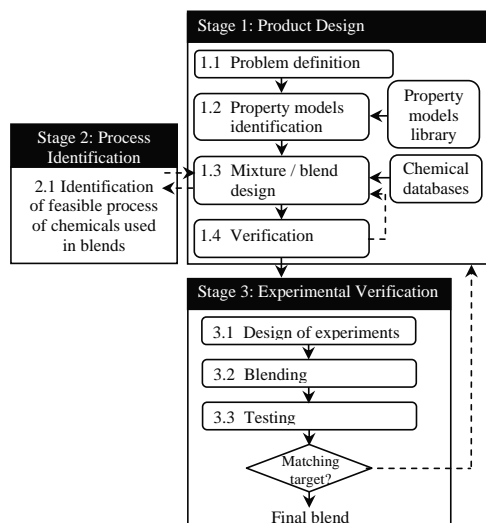 Stage 1: Product Design
1.1 Problem definition
1.2 Property models
identification
Property
models
library
Stage 2: Process
Identification
2.1 Identification
of feasible process
of chemicals used
in blends
1.3 Mixture / blend
design
Chemical
databases
1.4 Verification
Stage 3: Experimental Verification
3.1 Design of experiments
3.2 Blending
3.3 Testing
Matching
target?
Final blend